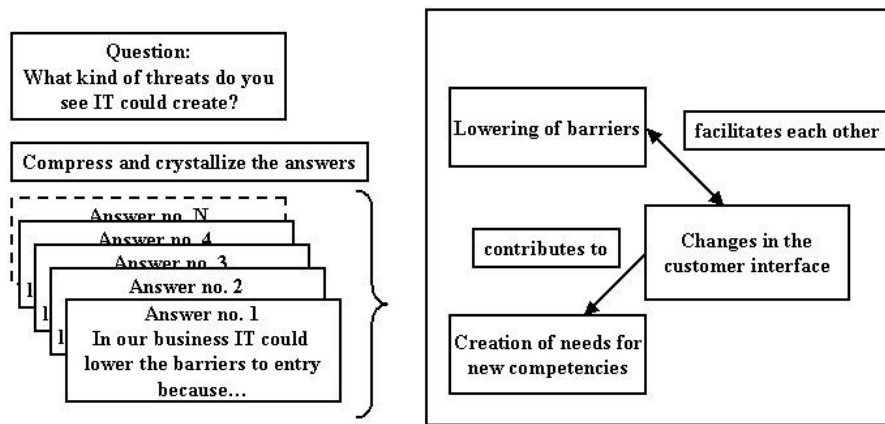 Question:
What kind of threats do you
see IT could create?
Compress and crystallize the answers
Answer no. N
Answer no. 4
Answer no. 3
Answer no. 2
Answer no. 1
In our business IT could
lower the barriers to entry
because...
Lowering of barriers
facilitates each other
Changes in the
customer interface
contributes to
Creation of needs for
new competencies